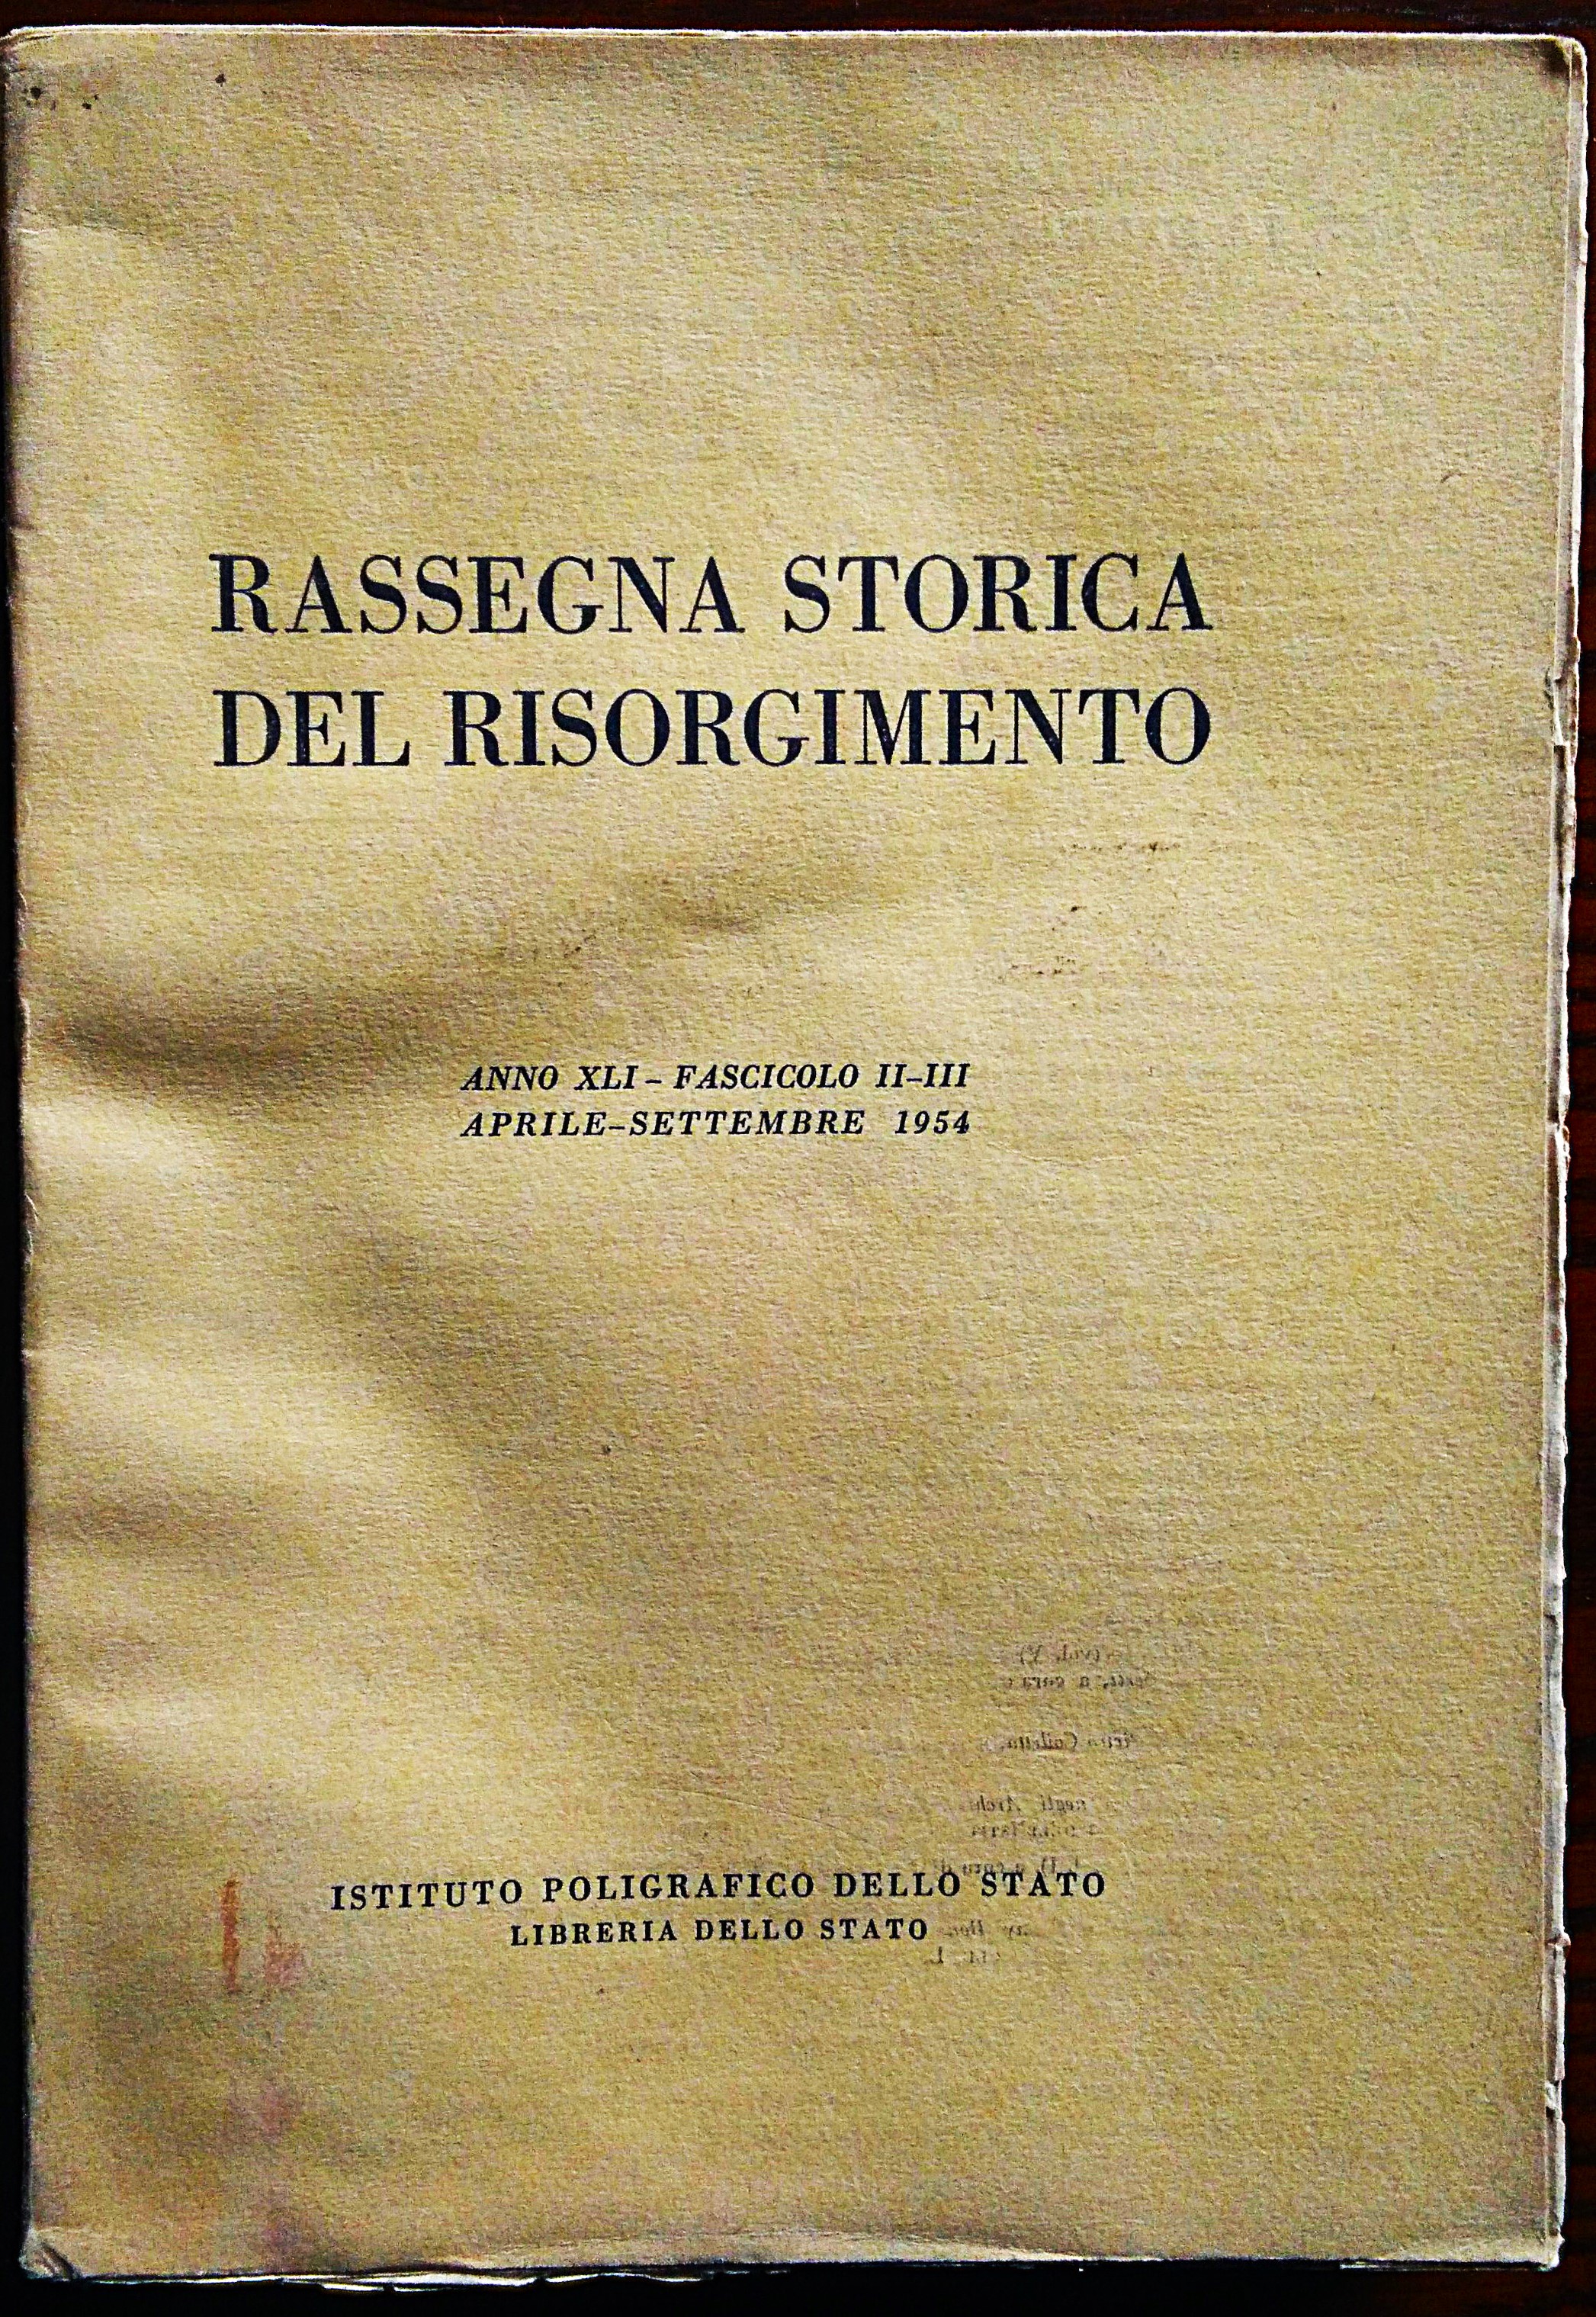 RASSEGNA STORICA
DEL RISORGIMENTO
ANNO XLI – FASCICOLO II–III
APRILE–SETTEMBRE 1954
ISTITUTO POLIGRAFICO DELLO STATO
LIBRERIA DELLO STATO